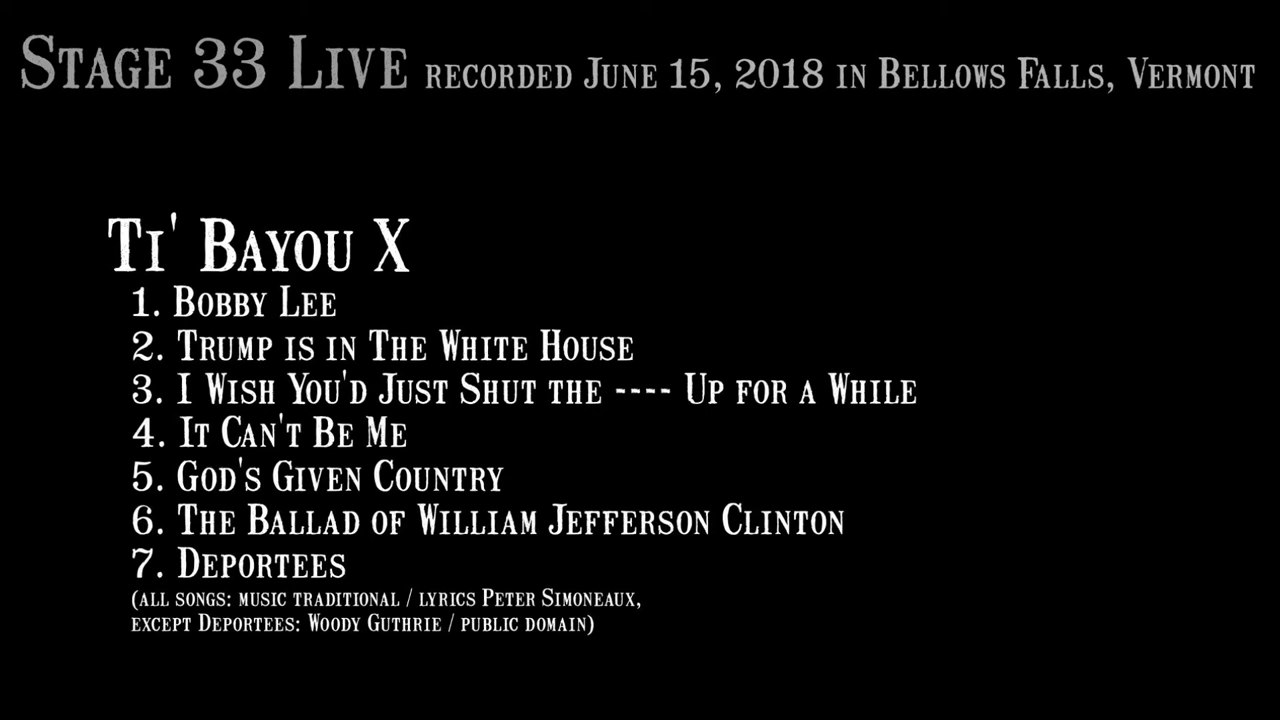 Stage 33 Live recorded June 15, 2018 in Bellows Falls, Vermont
Ti' Bayou X
1. Bobby Lee
2. Trump is in The White House
3. I Wish You'd Just Shut the ---- Up for a While
4. It Can't Be Me
5. God's Given Country
6. The Ballad of William Jefferson Clinton
7. Deportees
(all songs: music traditional / lyrics Peter Simoneaux,
except Deportees: Woody Guthrie / public domain)